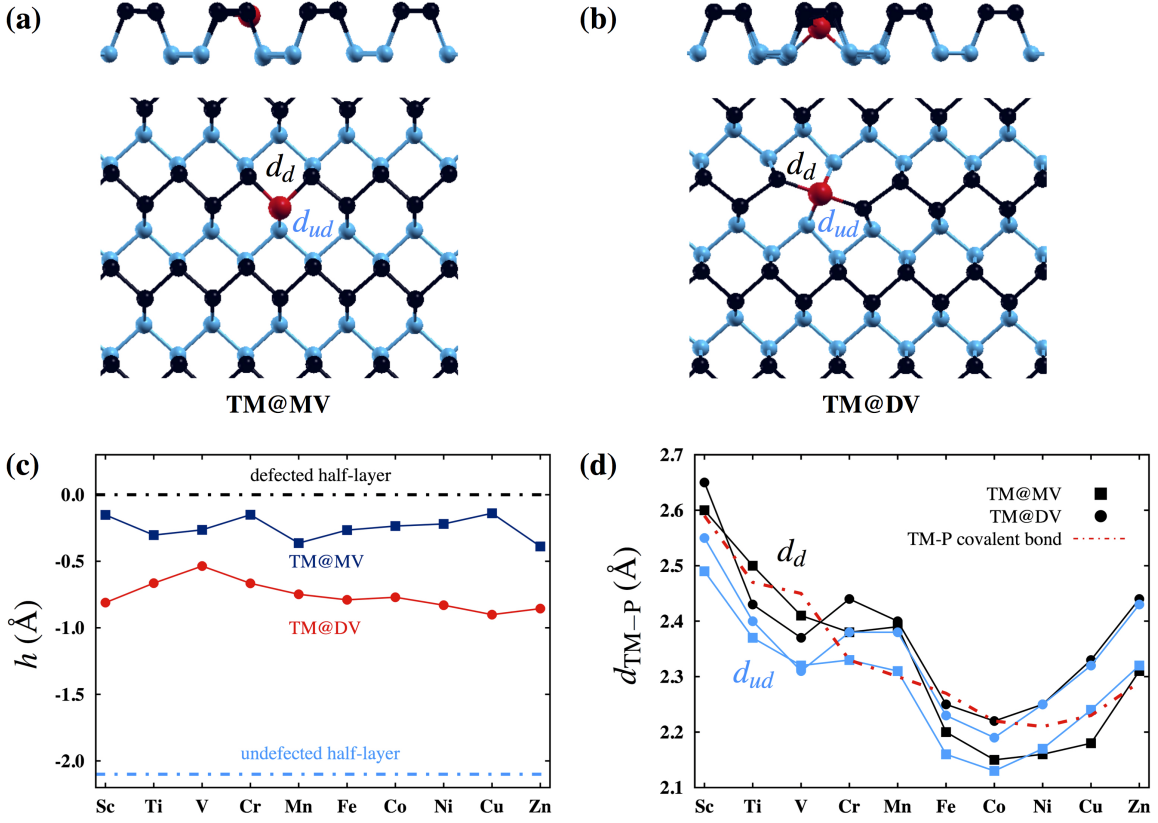 (a)
(b)
d_d
d_ud
d_d
d_ud
TM@MV
TM@DV
(c)
defected half-layer
0.0
-0.5
-1.0
-1.5
-2.0
h (Å)
TM@MV
TM@DV
undefected half-layer
Sc Ti V Cr Mn Fe Co Ni Cu Zn
(d)
2.7
2.6
2.5
2.4
2.3
2.2
2.1
d_TM−P (Å)
TM@MV
TM@DV
TM-P covalent bond
d_d
d_ud
Sc Ti V Cr Mn Fe Co Ni Cu Zn